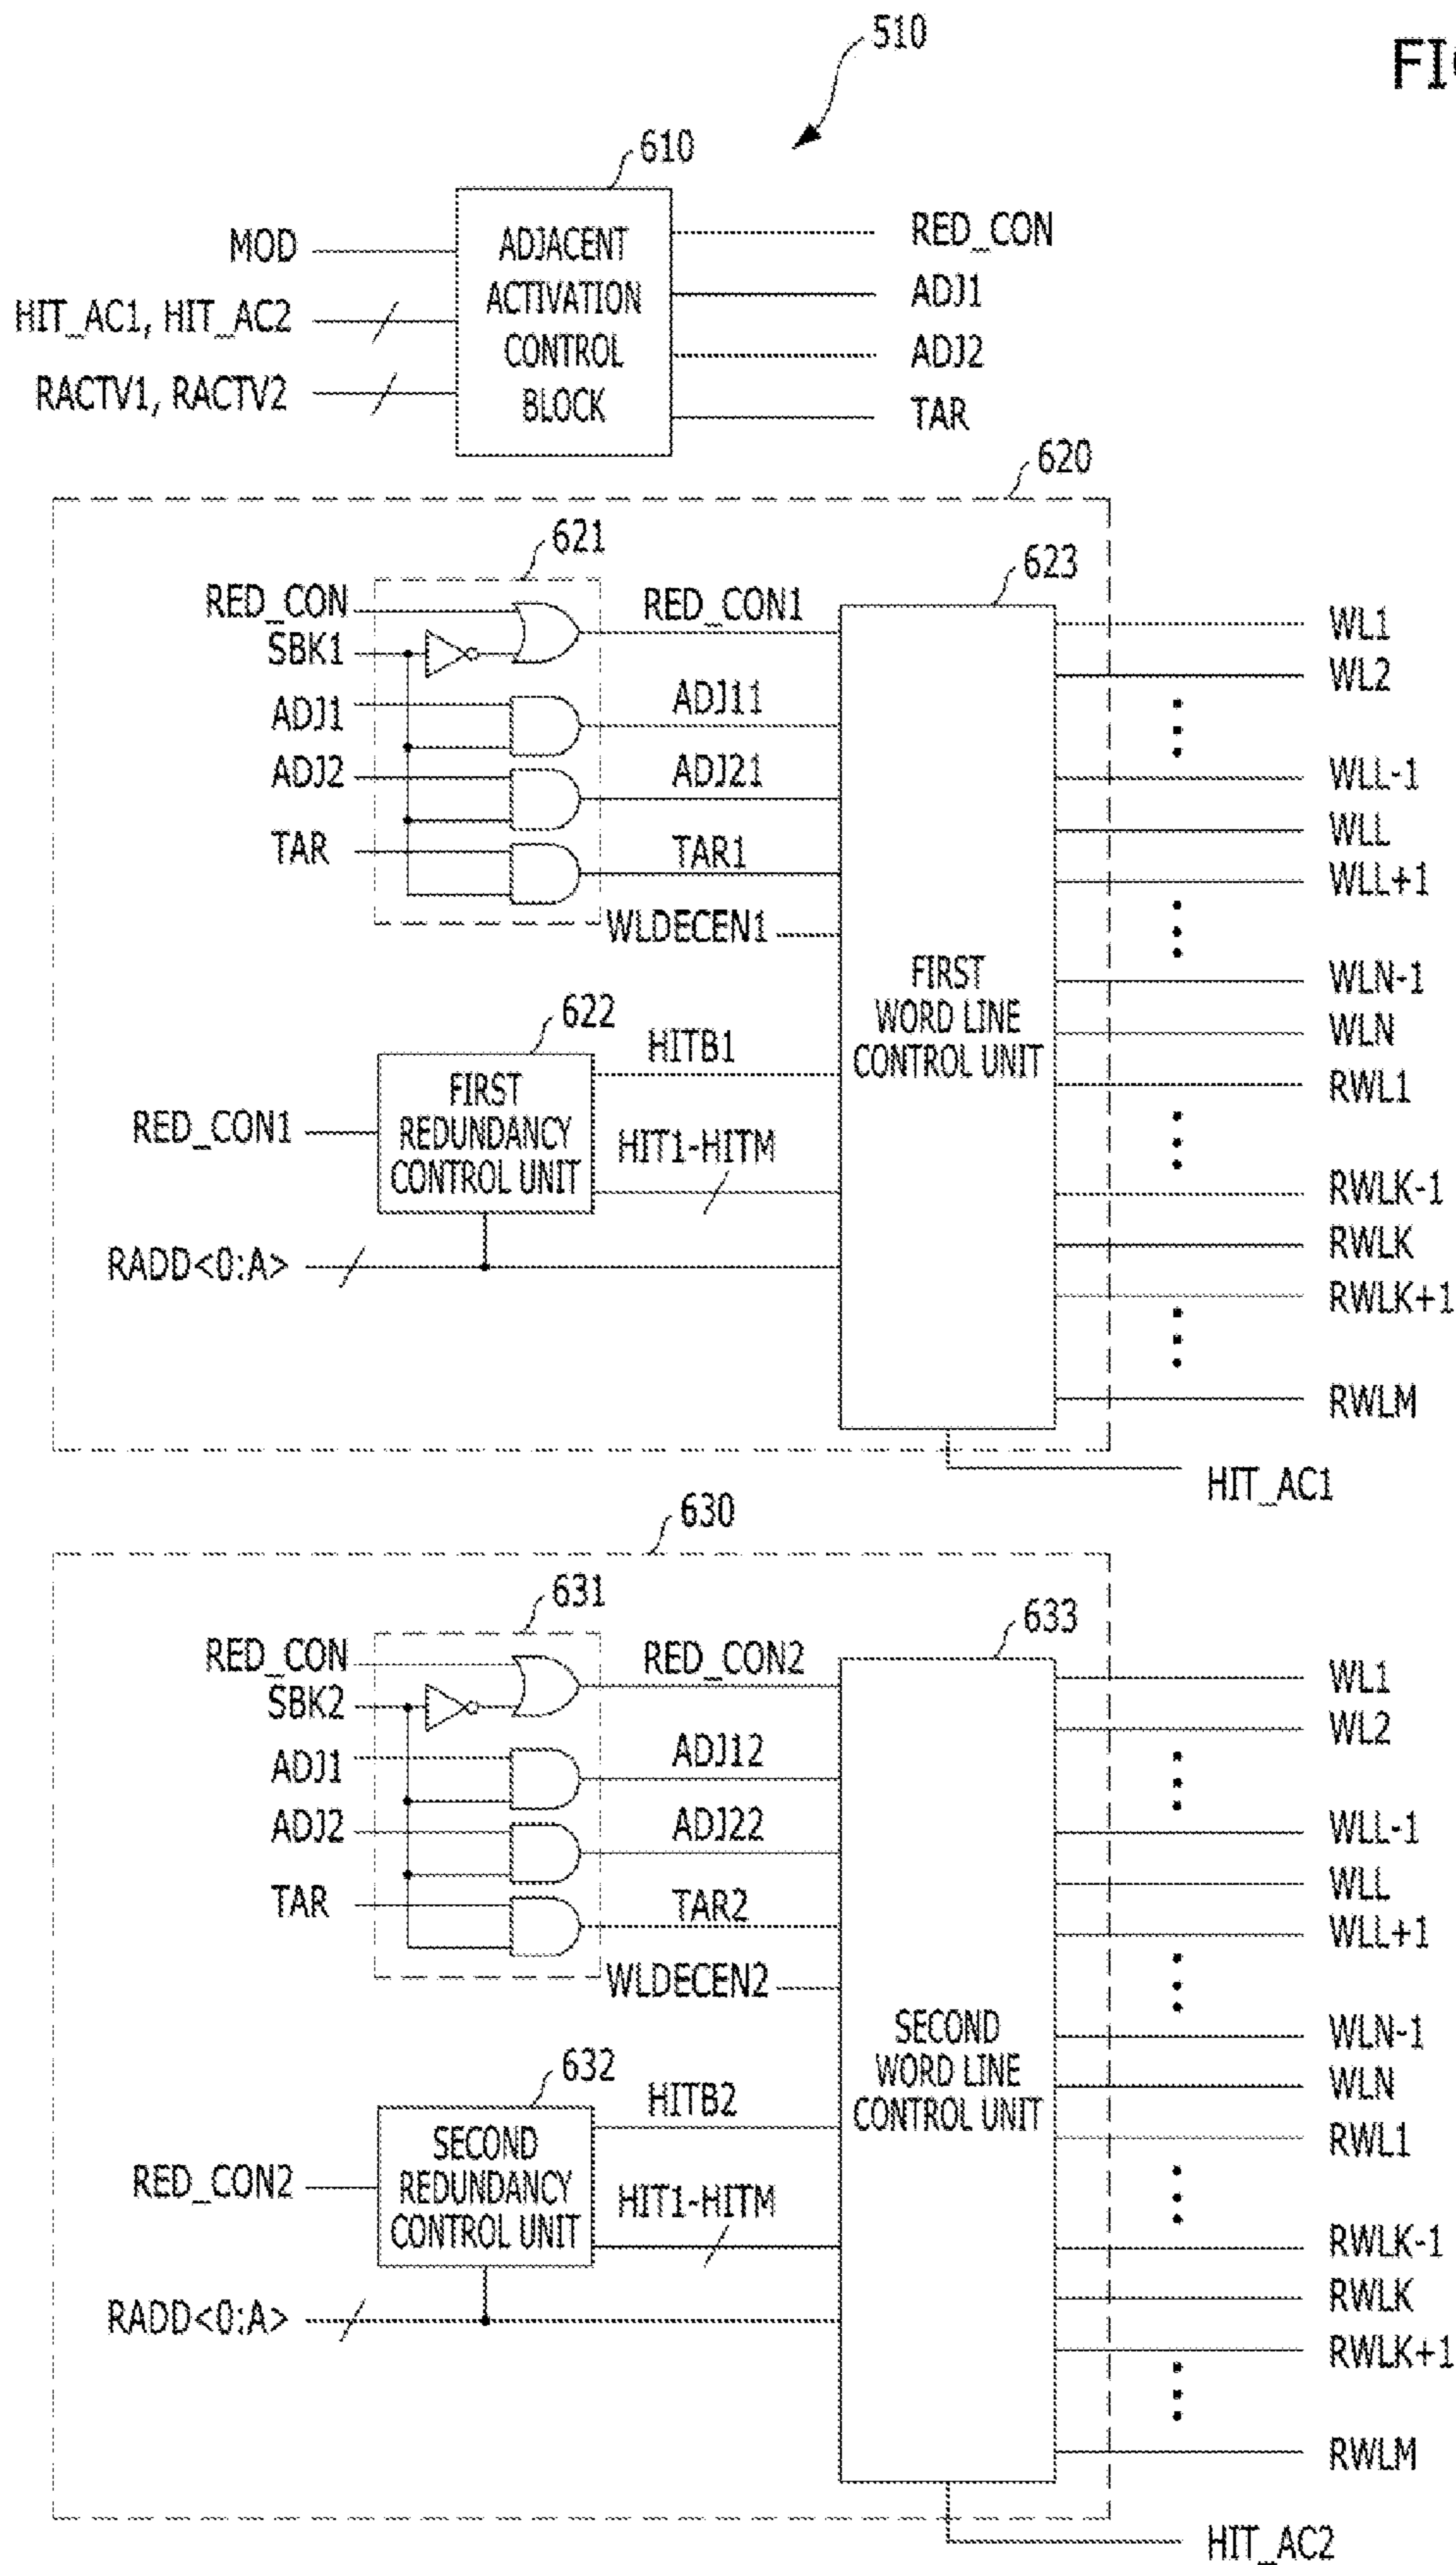 510
FIG
610
MOD
HIT_AC1, HIT_AC2
RACTV1, RACTV2
ADJACENT
ACTIVATION
CONTROL
BLOCK
RED_CON
ADJ1
ADJ2
TAR
620
621
RED_CON
SBK1
ADJ1
ADJ2
TAR
RED_CON1
ADJ11
ADJ21
TAR1
WLDECEN1
622
FIRST
REDUNDANCY
CONTROL UNIT
RED_CON1
RADD<0:A>
HITB1
HIT1-HITM
623
FIRST
WORD LINE
CONTROL UNIT
WL1
WL2
WLL-1
WLL
WLL+1
WLN-1
WLN
RWL1
RWLK-1
RWLK
RWLK+1
RWLM
HIT_AC1
630
631
RED_CON
SBK2
ADJ1
ADJ2
TAR
RED_CON2
ADJ12
ADJ22
TAR2
WLDECEN2
632
SECOND
REDUNDANCY
CONTROL UNIT
RED_CON2
RADD<0:A>
HITB2
HIT1-HITM
633
SECOND
WORD LINE
CONTROL UNIT
WL1
WL2
WLL-1
WLL
WLL+1
WLN-1
WLN
RWL1
RWLK-1
RWLK
RWLK+1
RWLM
HIT_AC2